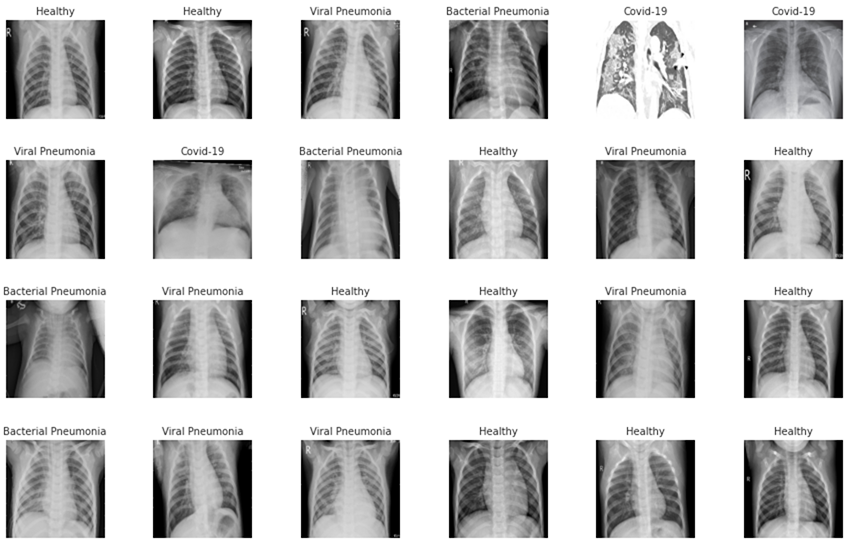 Healthy Healthy Viral Pneumonia Bacterial Pneumonia Covid-19 Covid-19
R
Viral Pneumonia Covid-19 Bacterial Pneumonia Healthy Viral Pneumonia Healthy
R
Bacterial Pneumonia Viral Pneumonia Healthy Healthy Viral Pneumonia Healthy
R
Bacterial Pneumonia Viral Pneumonia Viral Pneumonia Healthy Healthy Healthy
R